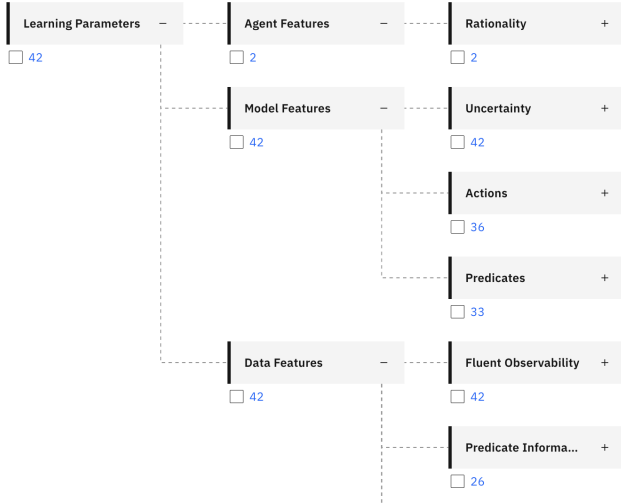 Learning Parameters −
Agent Features −
Rationality +
42
2
2
Model Features −
Uncertainty +
42
42
Actions +
36
Predicates +
33
Data Features −
Fluent Observability +
42
42
Predicate Informa... +
26